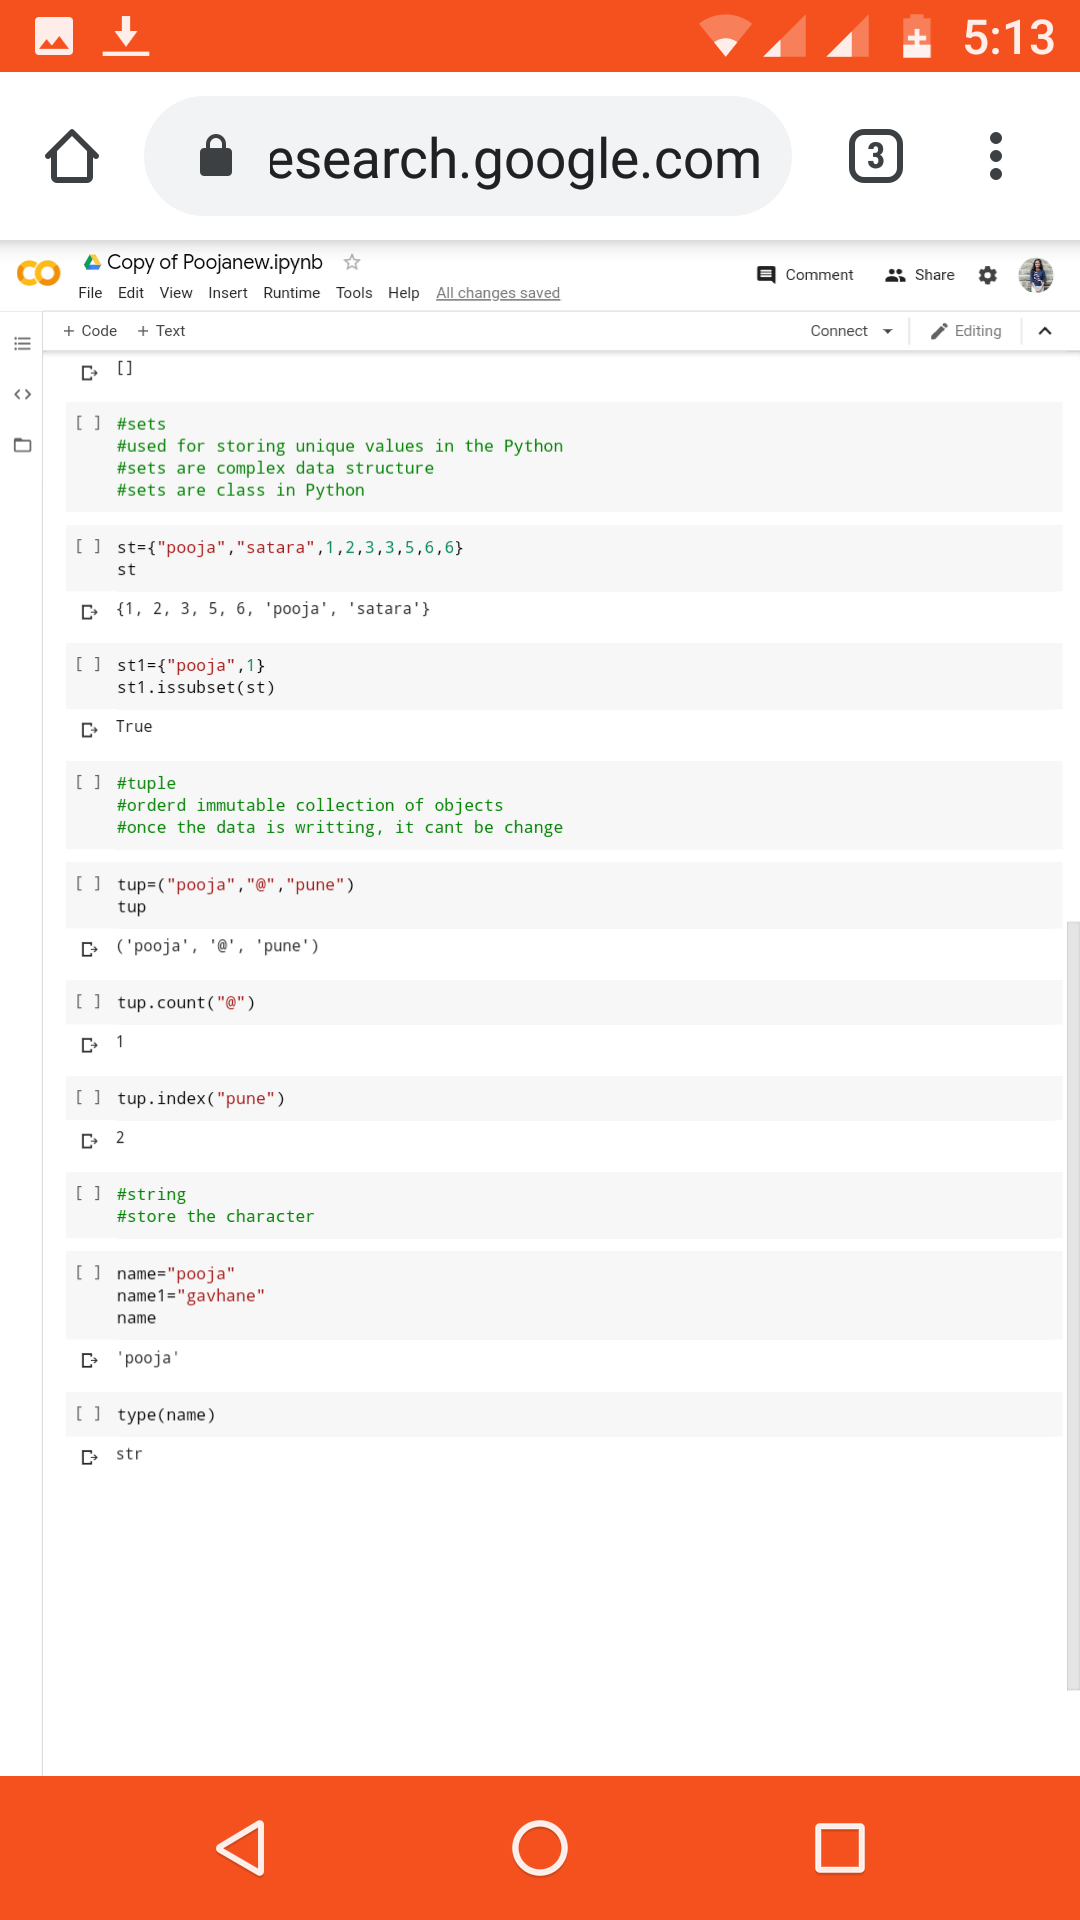 5:13
esearch.google.com
3
Copy of Poojanew.ipynb
Comment
Share
File Edit View Insert Runtime Tools Help All changes saved
+ Code + Text
Connect
Editing
[]
[ ] #sets
#used for storing unique values in the Python
#sets are complex data structure
#sets are class in Python
[ ] st={"pooja","satara",1,2,3,3,5,6,6}
st
{1, 2, 3, 5, 6, 'pooja', 'satara'}
[ ] st1={"pooja",1}
st1.issubset(st)
True
[ ] #tuple
#orderd immutable collection of objects
#once the data is writting, it cant be change
[ ] tup=("pooja","@","pune")
tup
('pooja', '@', 'pune')
[ ] tup.count("@")
1
[ ] tup.index("pune")
2
[ ] #string
#store the character
[ ] name="pooja"
name1="gavhane"
name
'pooja'
[ ] type(name)
str